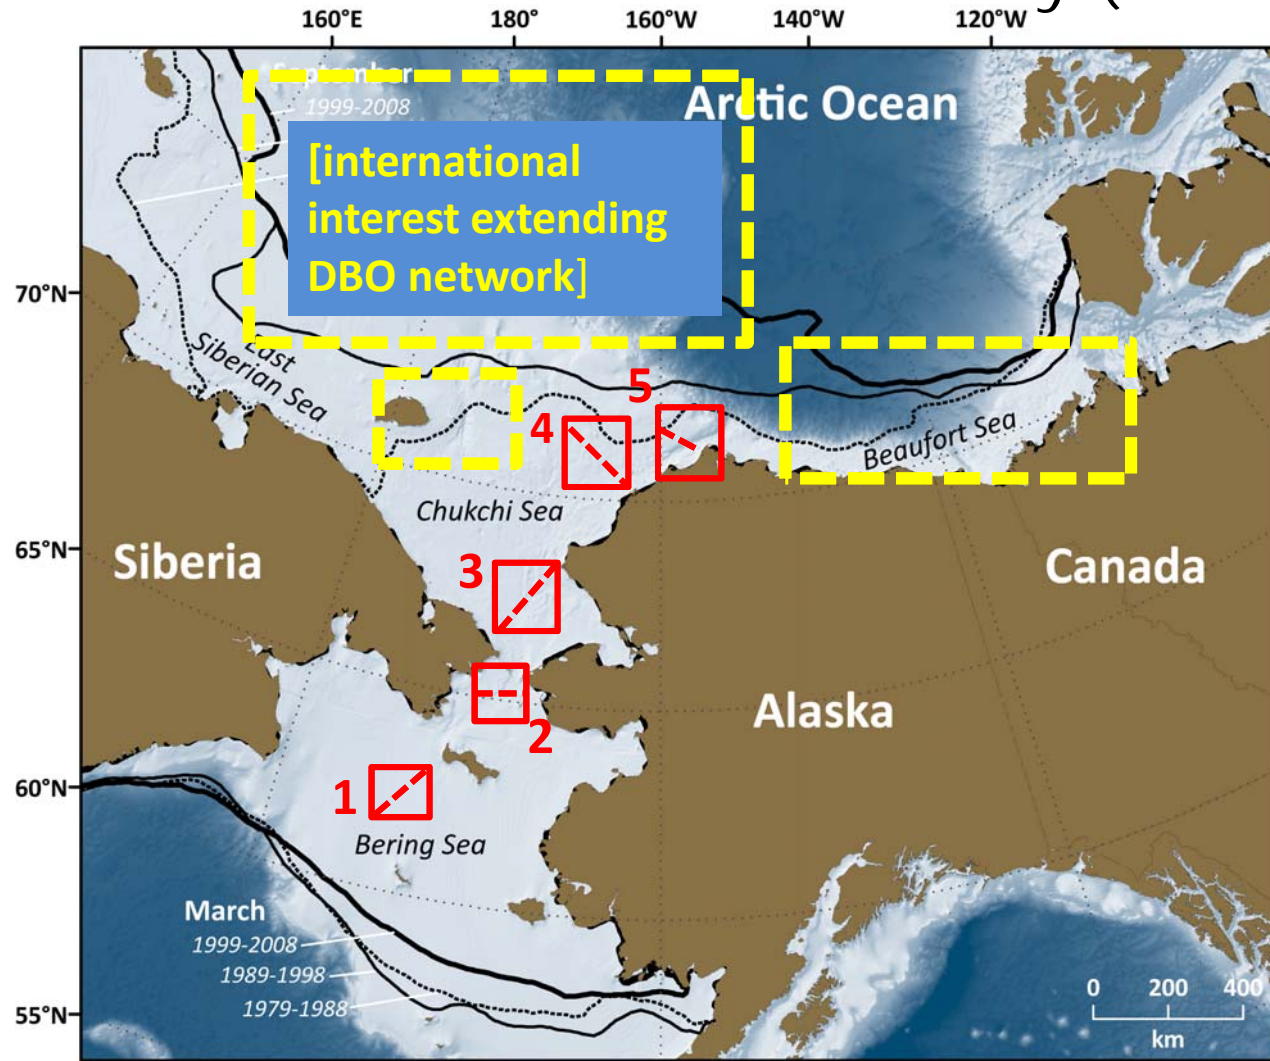 160°E 180° 160°W 140°W 120°W
September
1999-2008
Arctic Ocean
[international
interest extending
DBO network]
70°N
East
Siberian Sea
5
4
Beaufort Sea
Chukchi Sea
65°N
Siberia
3
Canada
Alaska
2
60°N
1
Bering Sea
March
1999-2008
1989-1998
1979-1988
0 200 400
km
55°N